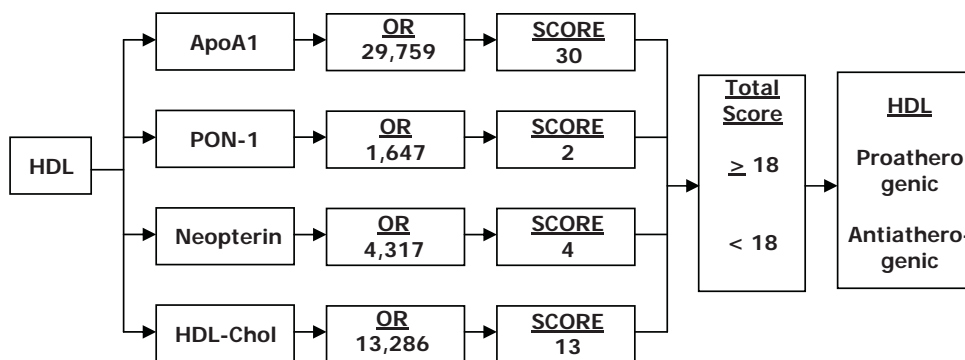 HDL
ApoA1
OR
29,759
SCORE
30
PON-1
OR
1,647
SCORE
2
Neopterin
OR
4,317
SCORE
4
HDL-Chol
OR
13,286
SCORE
13
Total
Score
≥ 18
< 18
HDL
Proathero
genic
Antiathero-
genic